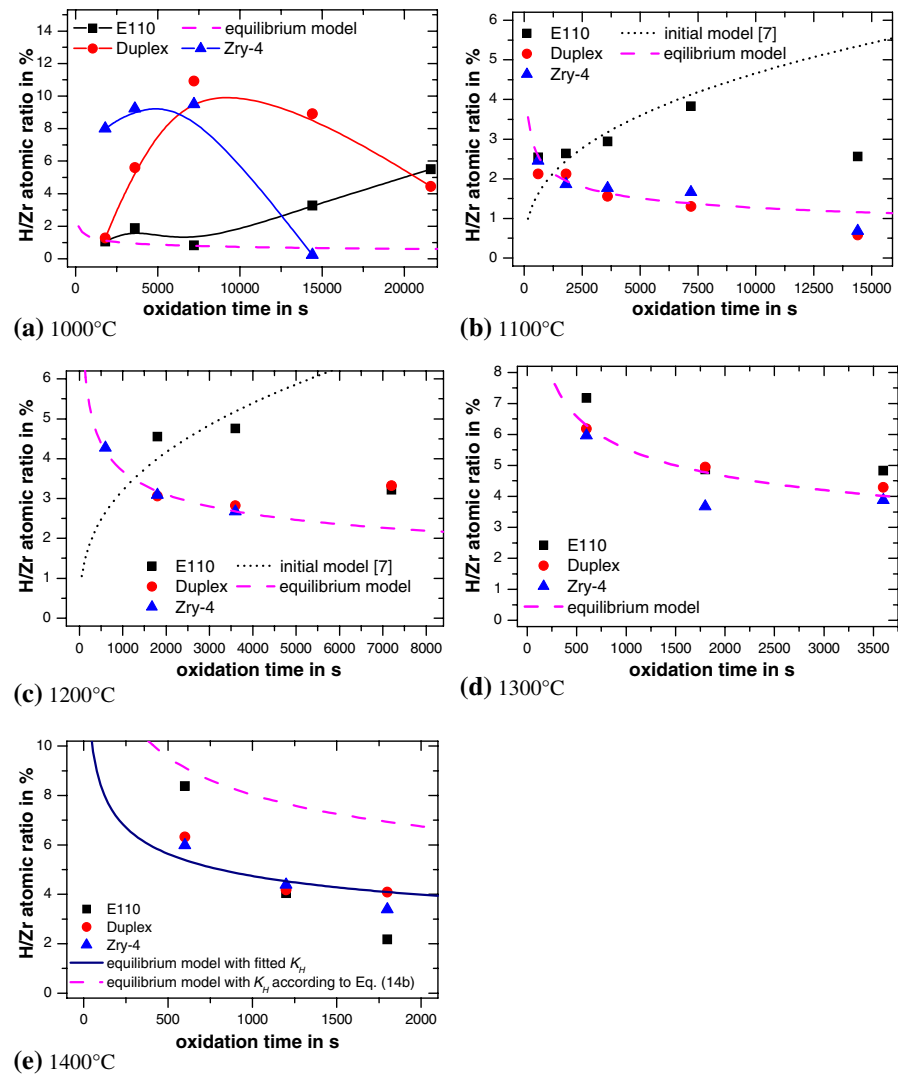 E110
equilibrium model
Duplex
Zry-4
H/Zr atomic ratio in %
14
12
10
8
6
4
2
0
0 5000 10000 15000 20000
oxidation time in s
(a) 1000°C
E110
initial model [7]
Duplex
eqilibrium model
Zry-4
H/Zr atomic ratio in %
6
5
4
3
2
1
0
0 2500 5000 7500 10000 12500 15000
oxidation time in s
(b) 1100°C
H/Zr atomic ratio in %
6
5
4
3
2
1
0
E110
initial model [7]
Duplex
equilibrium model
Zry-4
0 1000 2000 3000 4000 5000 6000 7000 8000
oxidation time in s
(c) 1200°C
H/Zr atomic ratio in %
8
7
6
5
4
3
2
1
0
E110
Duplex
Zry-4
equilibrium model
0 500 1000 1500 2000 2500 3000 3500
oxidation time in s
(d) 1300°C
H/Zr atomic ratio in %
10
8
6
4
2
0
E110
Duplex
Zry-4
equilibrium model with fitted K_H
equilibrium model with K_H according to Eq. (14b)
0 500 1000 1500 2000
oxidation time in s
(e) 1400°C